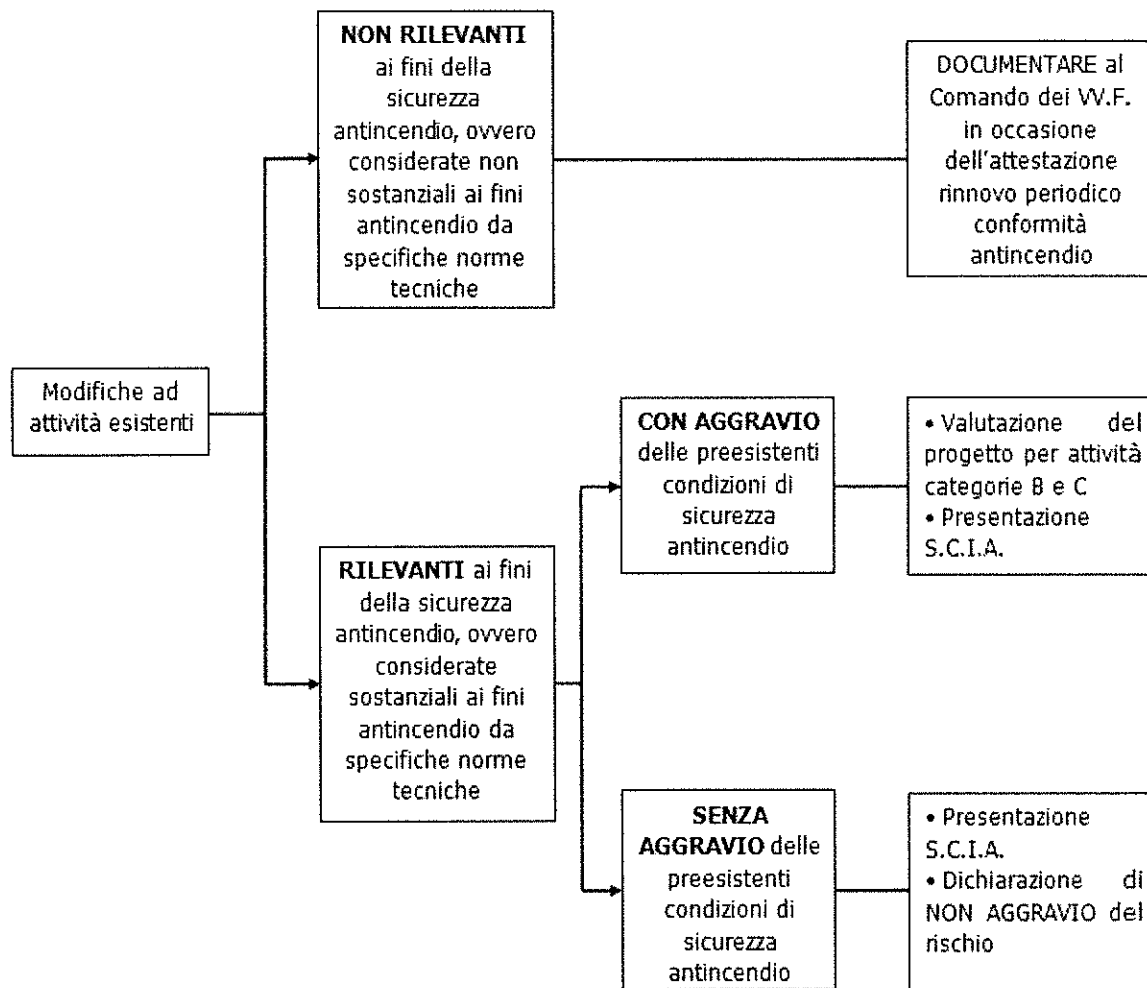 NON RILEVANTI
ai fini della
sicurezza
antincendio, ovvero
considerate non
sostanziali ai fini
antincendio da
specifiche norme
tecniche
DOCUMENTARE al
Comando dei VV.F.
in occasione
dell'attestazione
rinnovo periodico
conformità
antincendio
Modifiche ad
attività esistenti
RILEVANTI ai fini
della sicurezza
antincendio, ovvero
considerate
sostanziali ai fini
antincendio da
specifiche norme
tecniche
CON AGGRAVIO
delle preesistenti
condizioni di
sicurezza
antincendio
• Valutazione del
progetto per attività
categorie B e C
• Presentazione
S.C.I.A.
SENZA
AGGRAVIO delle
preesistenti
condizioni di
sicurezza
antincendio
• Presentazione
S.C.I.A.
• Dichiarazione di
NON AGGRAVIO del
rischio